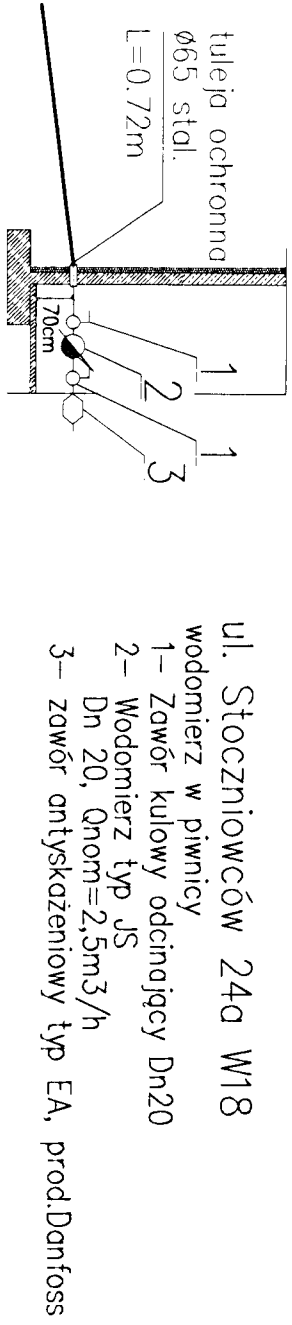 tuleja ochronna
Ø65 stal.
L=0.72m
70cm
1
2
1
3
ul. Stoczniowców 24a W18
wodomierz w piwnicy
1- Zawór kulowy odcinający Dn20
2- Wodomierz typ JS
Dn 20, Qnom=2,5m3/h
3- zawór antyskażeniowy typ EA, prod.Danfoss